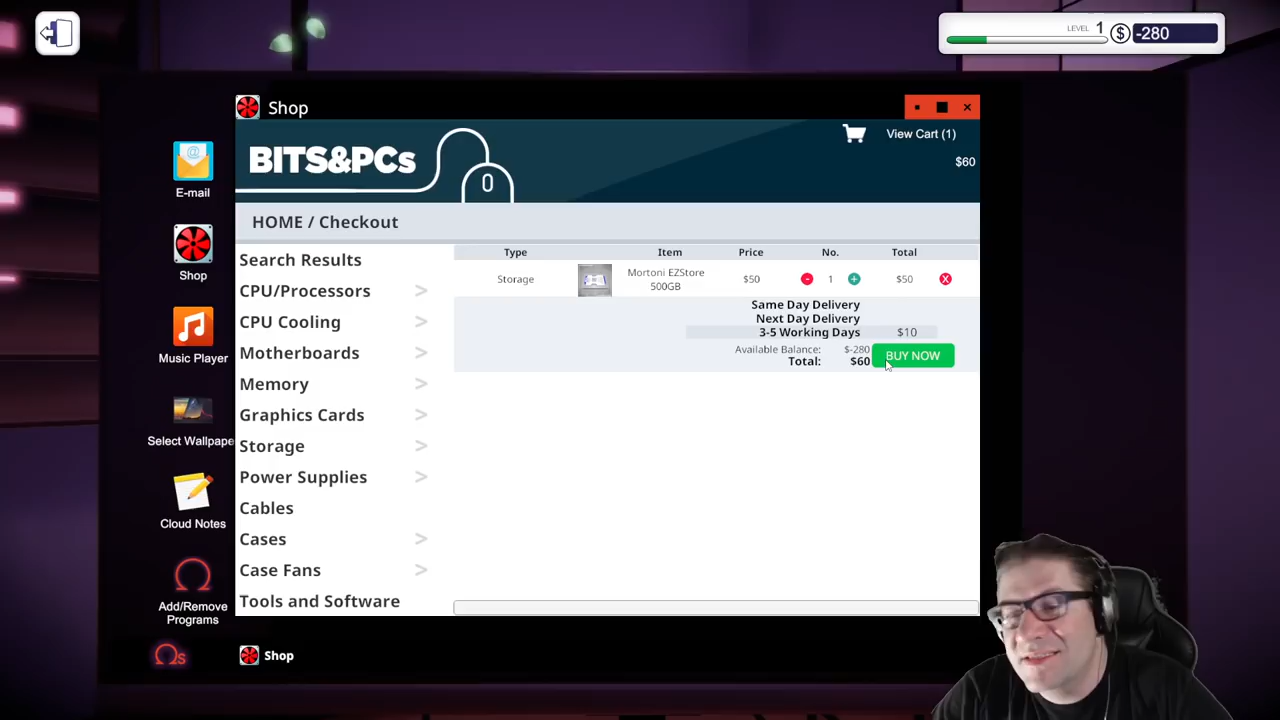 LEVEL 1
$ -280
Shop
BITS&PCs
View Cart (1)
$60
HOME / Checkout
E-mail
Shop
Music Player
Select Wallpape
Cloud Notes
Add/Remove
Programs
Search Results
CPU/Processors >
CPU Cooling >
Motherboards >
Memory >
Graphics Cards >
Storage >
Power Supplies >
Cables
Cases >
Case Fans >
Tools and Software
Type Item Price No. Total
Storage Mortoni EZStore
500GB $50 - 1 + $50 X
Same Day Delivery
Next Day Delivery
3-5 Working Days $10
Available Balance: $-280
Total: $60
BUY NOW
Ωs
Shop